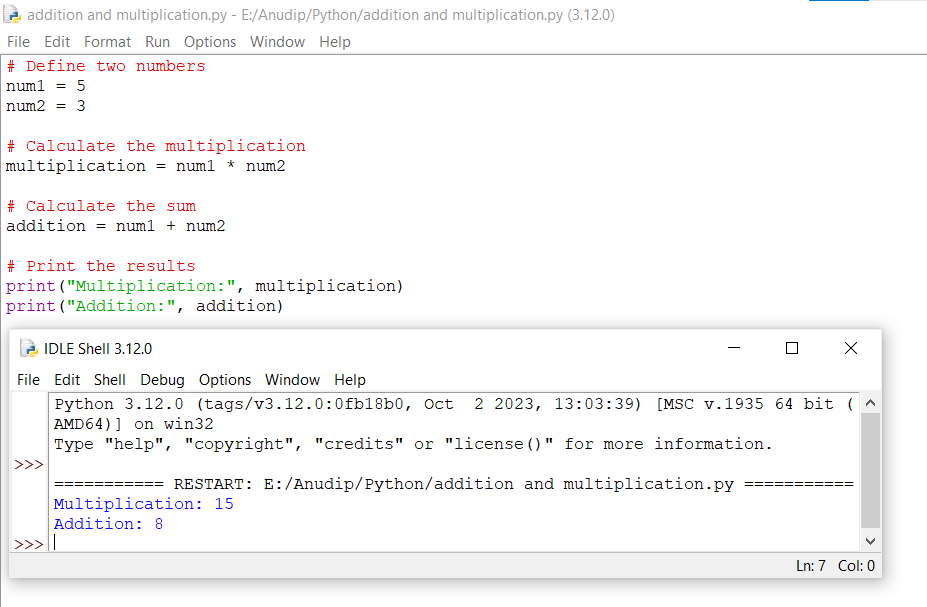 addition and multiplication.py - E:/Anudip/Python/addition and multiplication.py (3.12.0)
File Edit Format Run Options Window Help
# Define two numbers
num1 = 5
num2 = 3
# Calculate the multiplication
multiplication = num1 * num2
# Calculate the sum
addition = num1 + num2
# Print the results
print("Multiplication:", multiplication)
print("Addition:", addition)
IDLE Shell 3.12.0
File Edit Shell Debug Options Window Help
Python 3.12.0 (tags/v3.12.0:0fb18b0, Oct  2 2023, 13:03:39) [MSC v.1935 64 bit (
AMD64)] on win32
Type "help", "copyright", "credits" or "license()" for more information.
>>>
=========== RESTART: E:/Anudip/Python/addition and multiplication.py ===========
Multiplication: 15
Addition: 8
>>>
Ln: 7 Col: 0